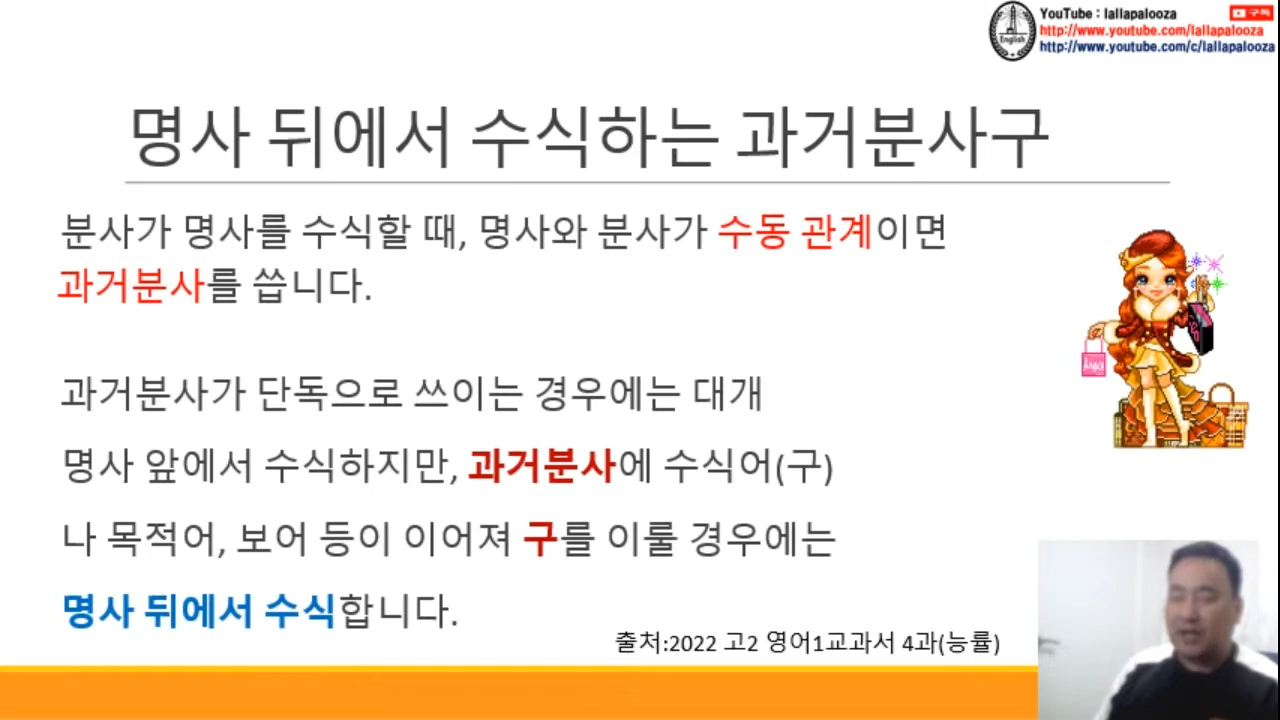 YouTube : lallapalooza
구독
http://www.youtube.com/lallapalooza
http://www.youtube.com/c/lallapalooza
English
명사 뒤에서 수식하는 과거분사구
분사가 명사를 수식할 때, 명사와 분사가 수동 관계이면
과거분사를 씁니다.
과거분사가 단독으로 쓰이는 경우에는 대개
명사 앞에서 수식하지만, 과거분사에 수식어(구)
나 목적어, 보어 등이 이어져 구를 이룰 경우에는
명사 뒤에서 수식합니다.
출처:2022 고2 영어1교과서 4과(능률)